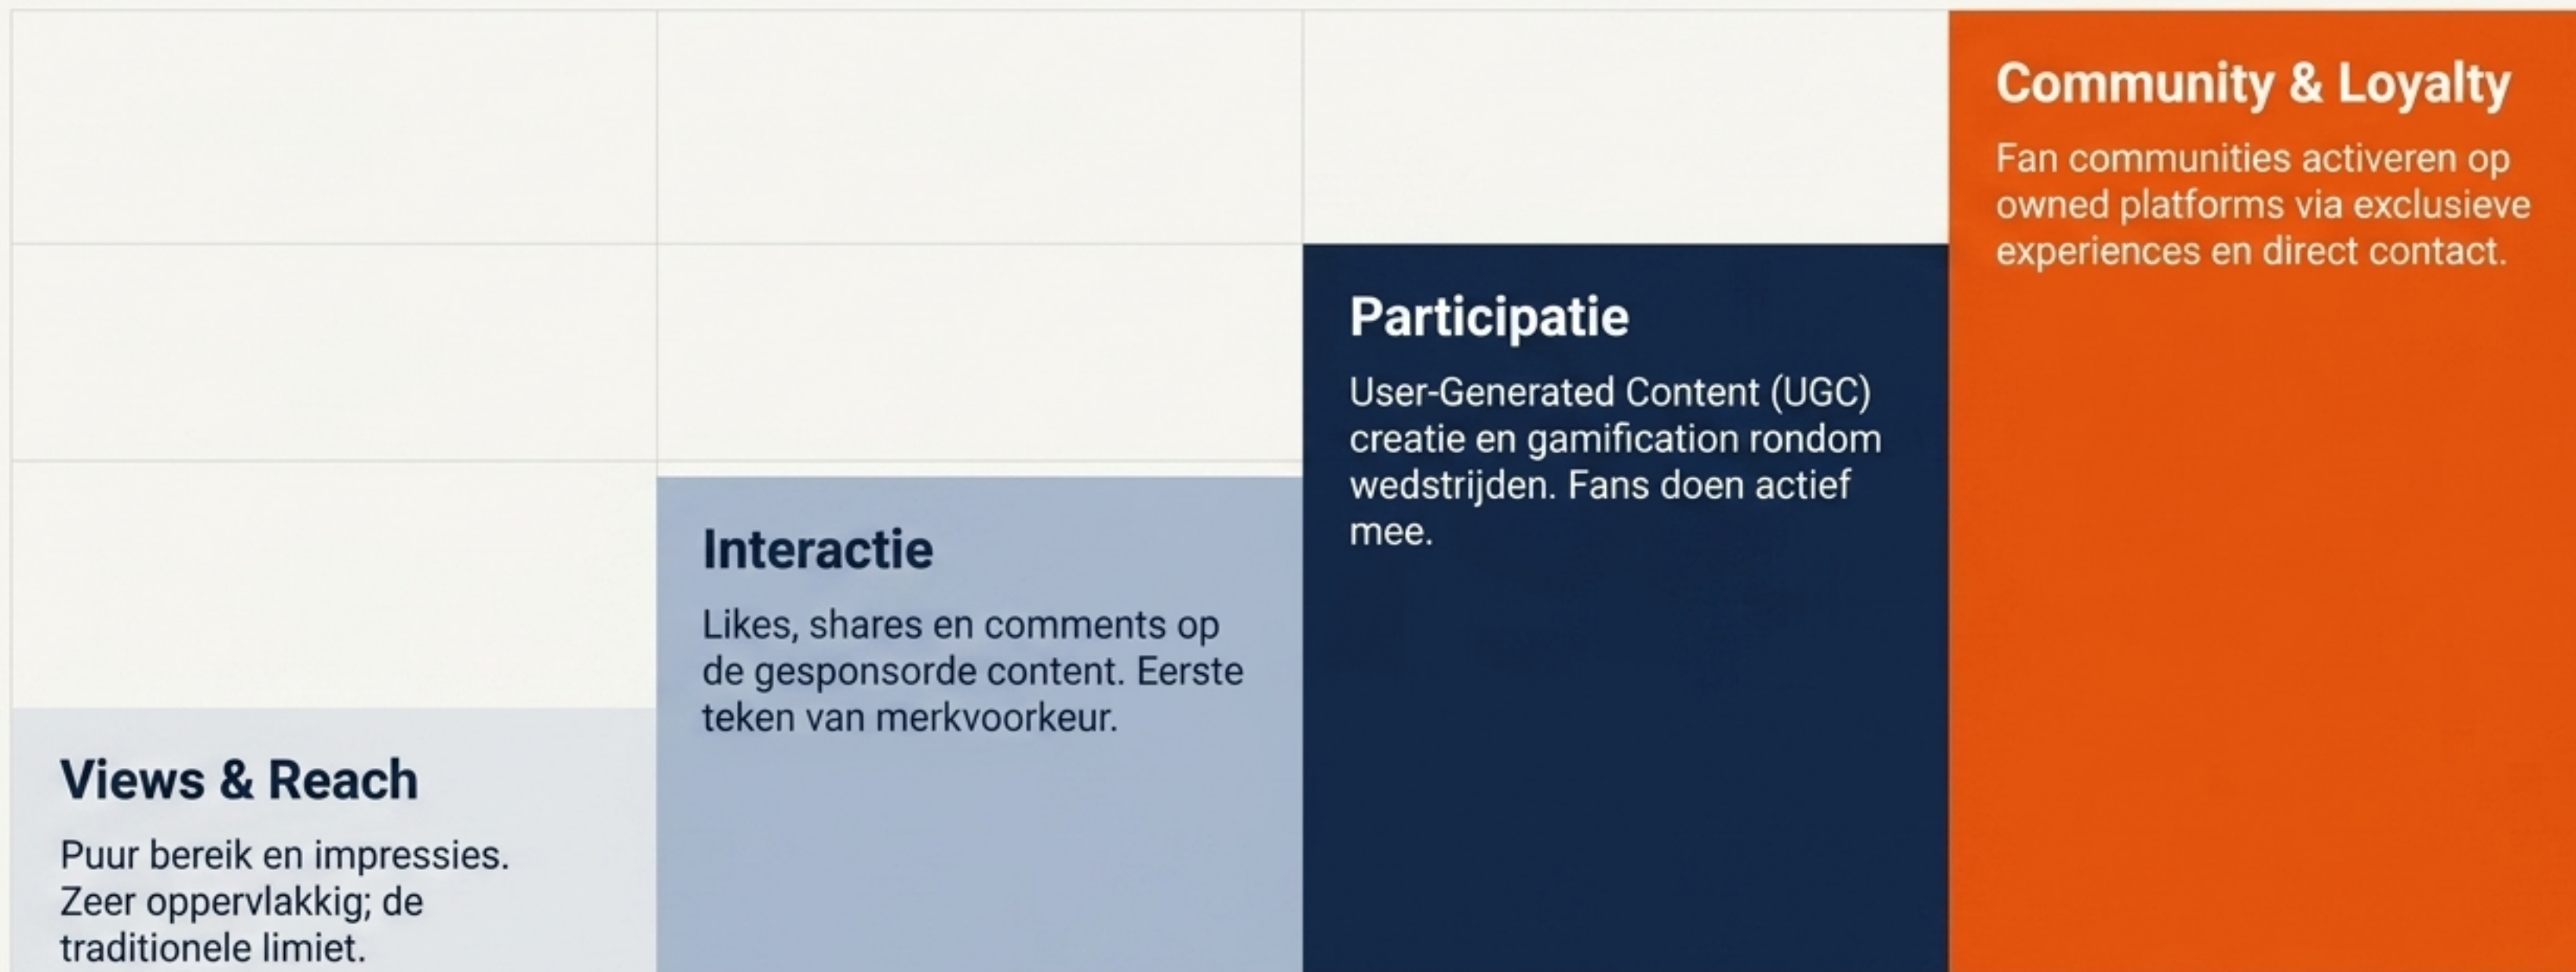 Views & Reach
Puur bereik en impressies.
Zeer oppervlakkig; de
traditionele limiet.
Interactie
Likes, shares en comments op
de gesponsorde content. Eerste
teken van merkvoorkeur.
Participatie
User-Generated Content (UGC)
creatie en gamification rondom
wedstrijden. Fans doen actief
mee.
Community & Loyalty
Fan communities activeren op
owned platforms via exclusieve
experiences en direct contact.